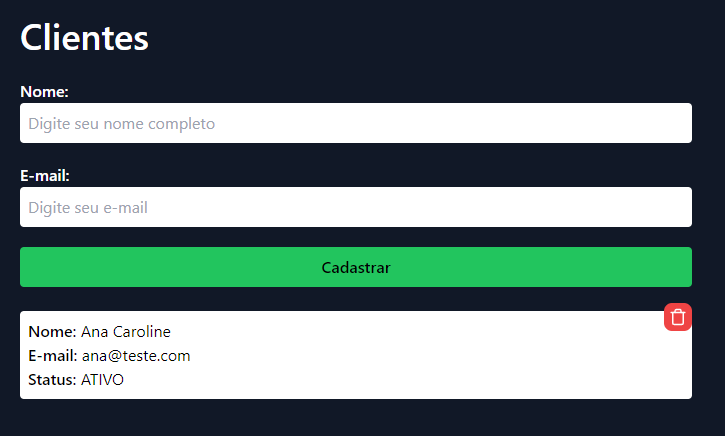 Clientes
Nome:
Digite seu nome completo
E-mail:
Digite seu e-mail
Cadastrar
Nome: Ana Caroline
E-mail: ana@teste.com
Status: ATIVO